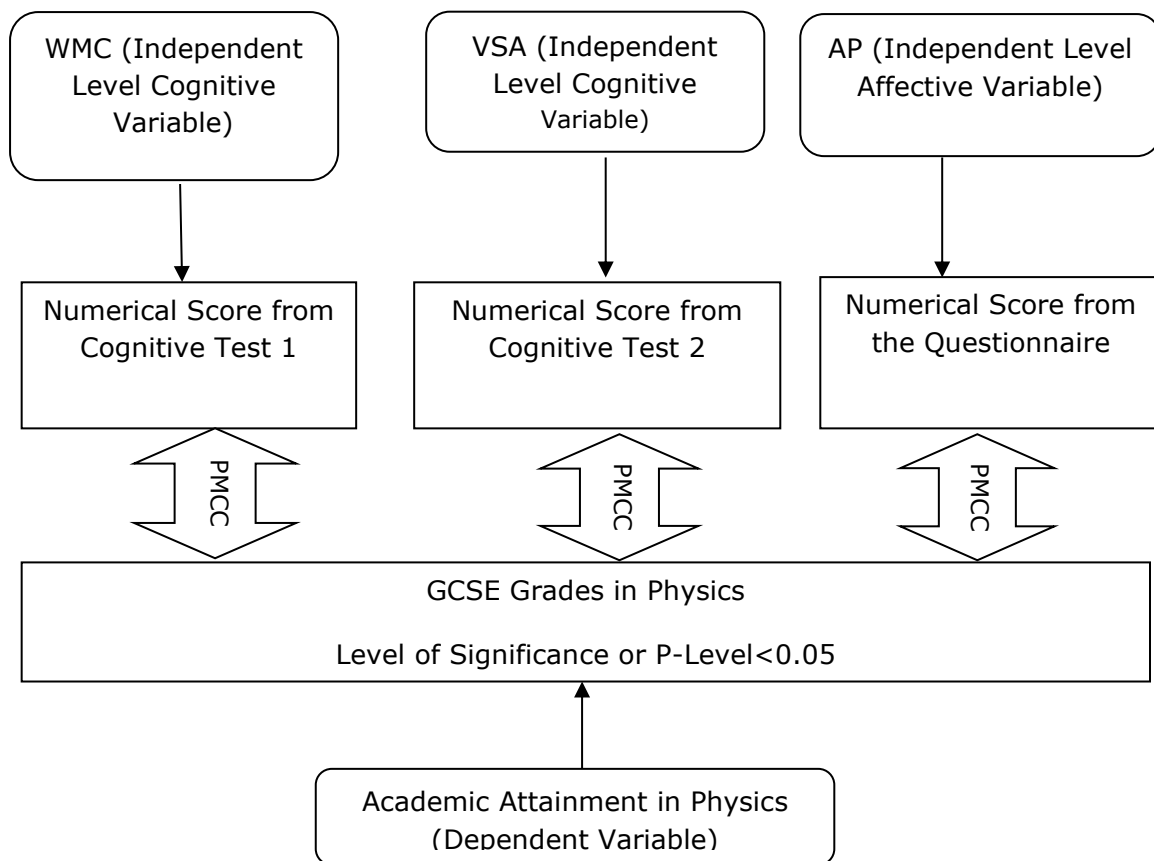 WMC (Independent
Level Cognitive
Variable)
VSA (Independent
Level Cognitive
Variable)
AP (Independent Level
Affective Variable)
Numerical Score from
Cognitive Test 1
Numerical Score from
Cognitive Test 2
Numerical Score from
the Questionnaire
PMCC
PMCC
PMCC
GCSE Grades in Physics
Level of Significance or P-Level<0.05
Academic Attainment in Physics
(Dependent Variable)